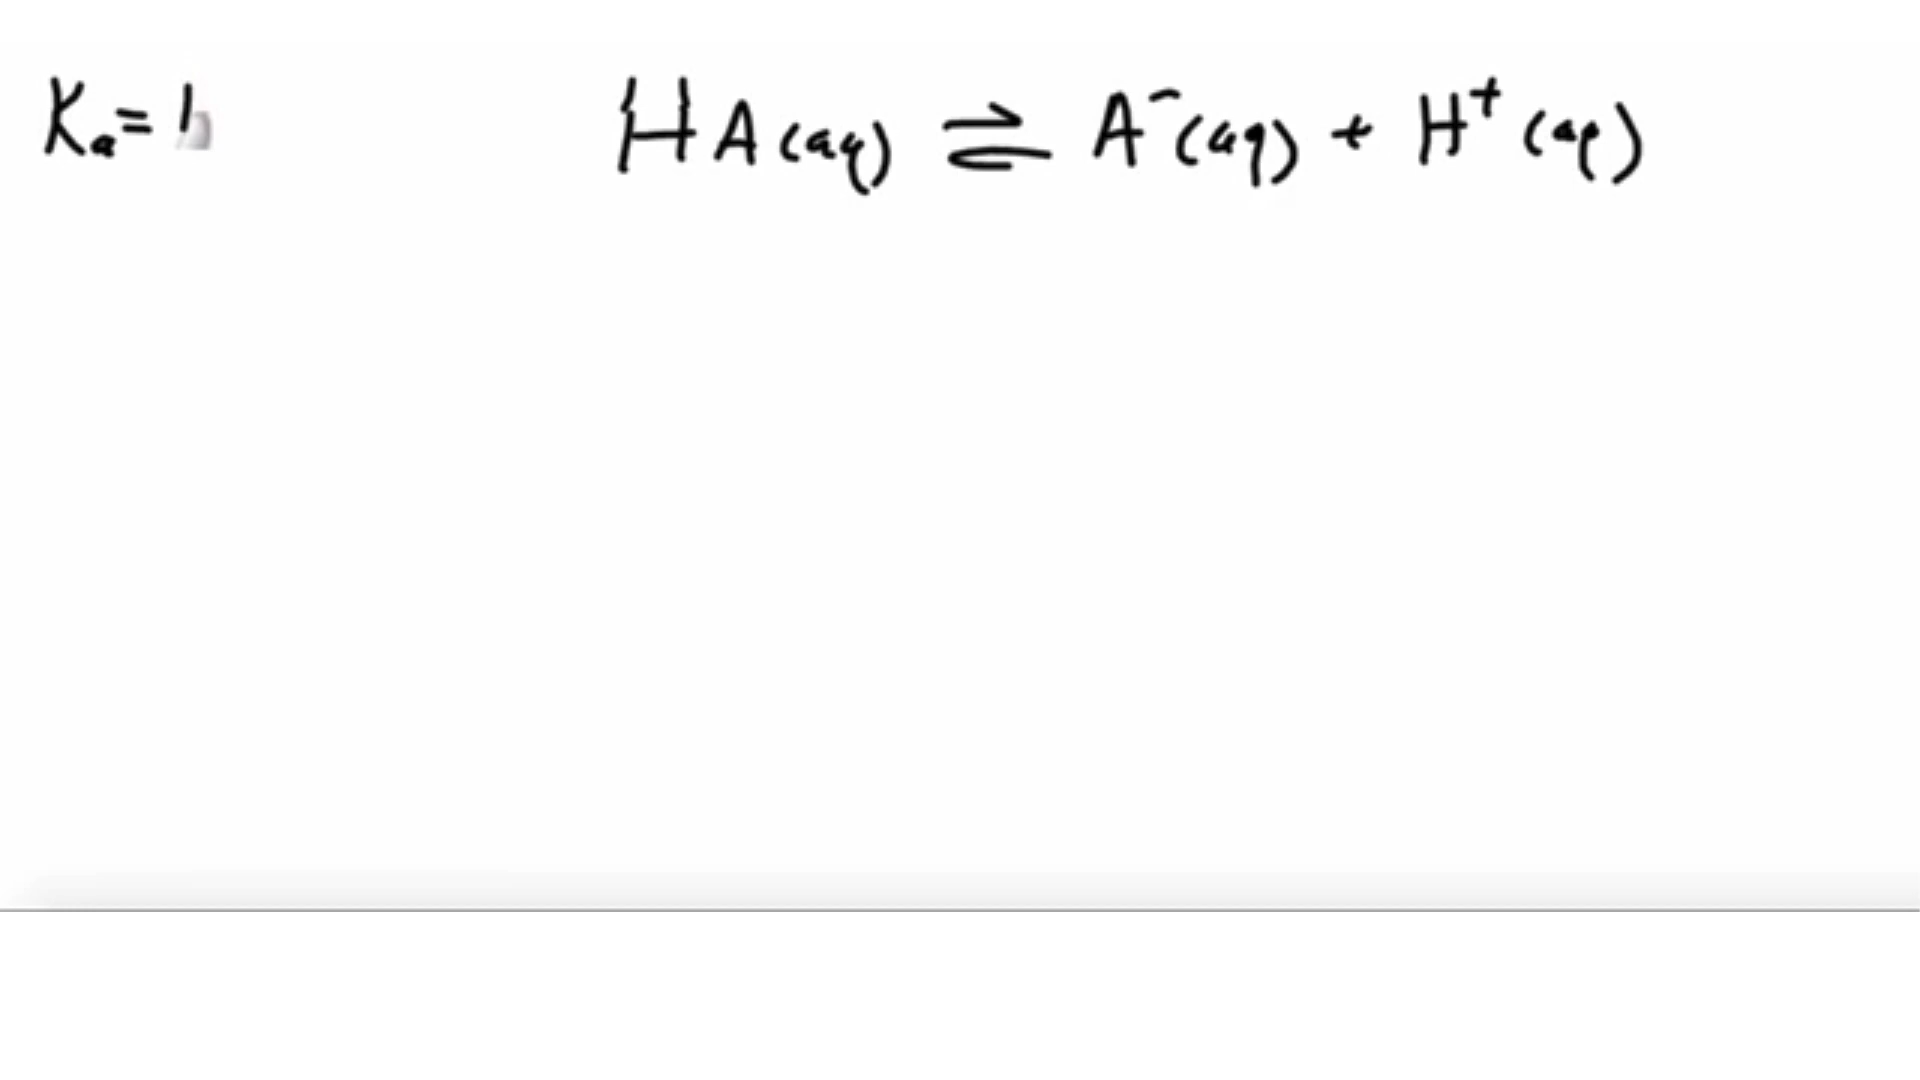 Ka= 1
HA(aq) ⇌ A⁻(aq) + H⁺(aq)